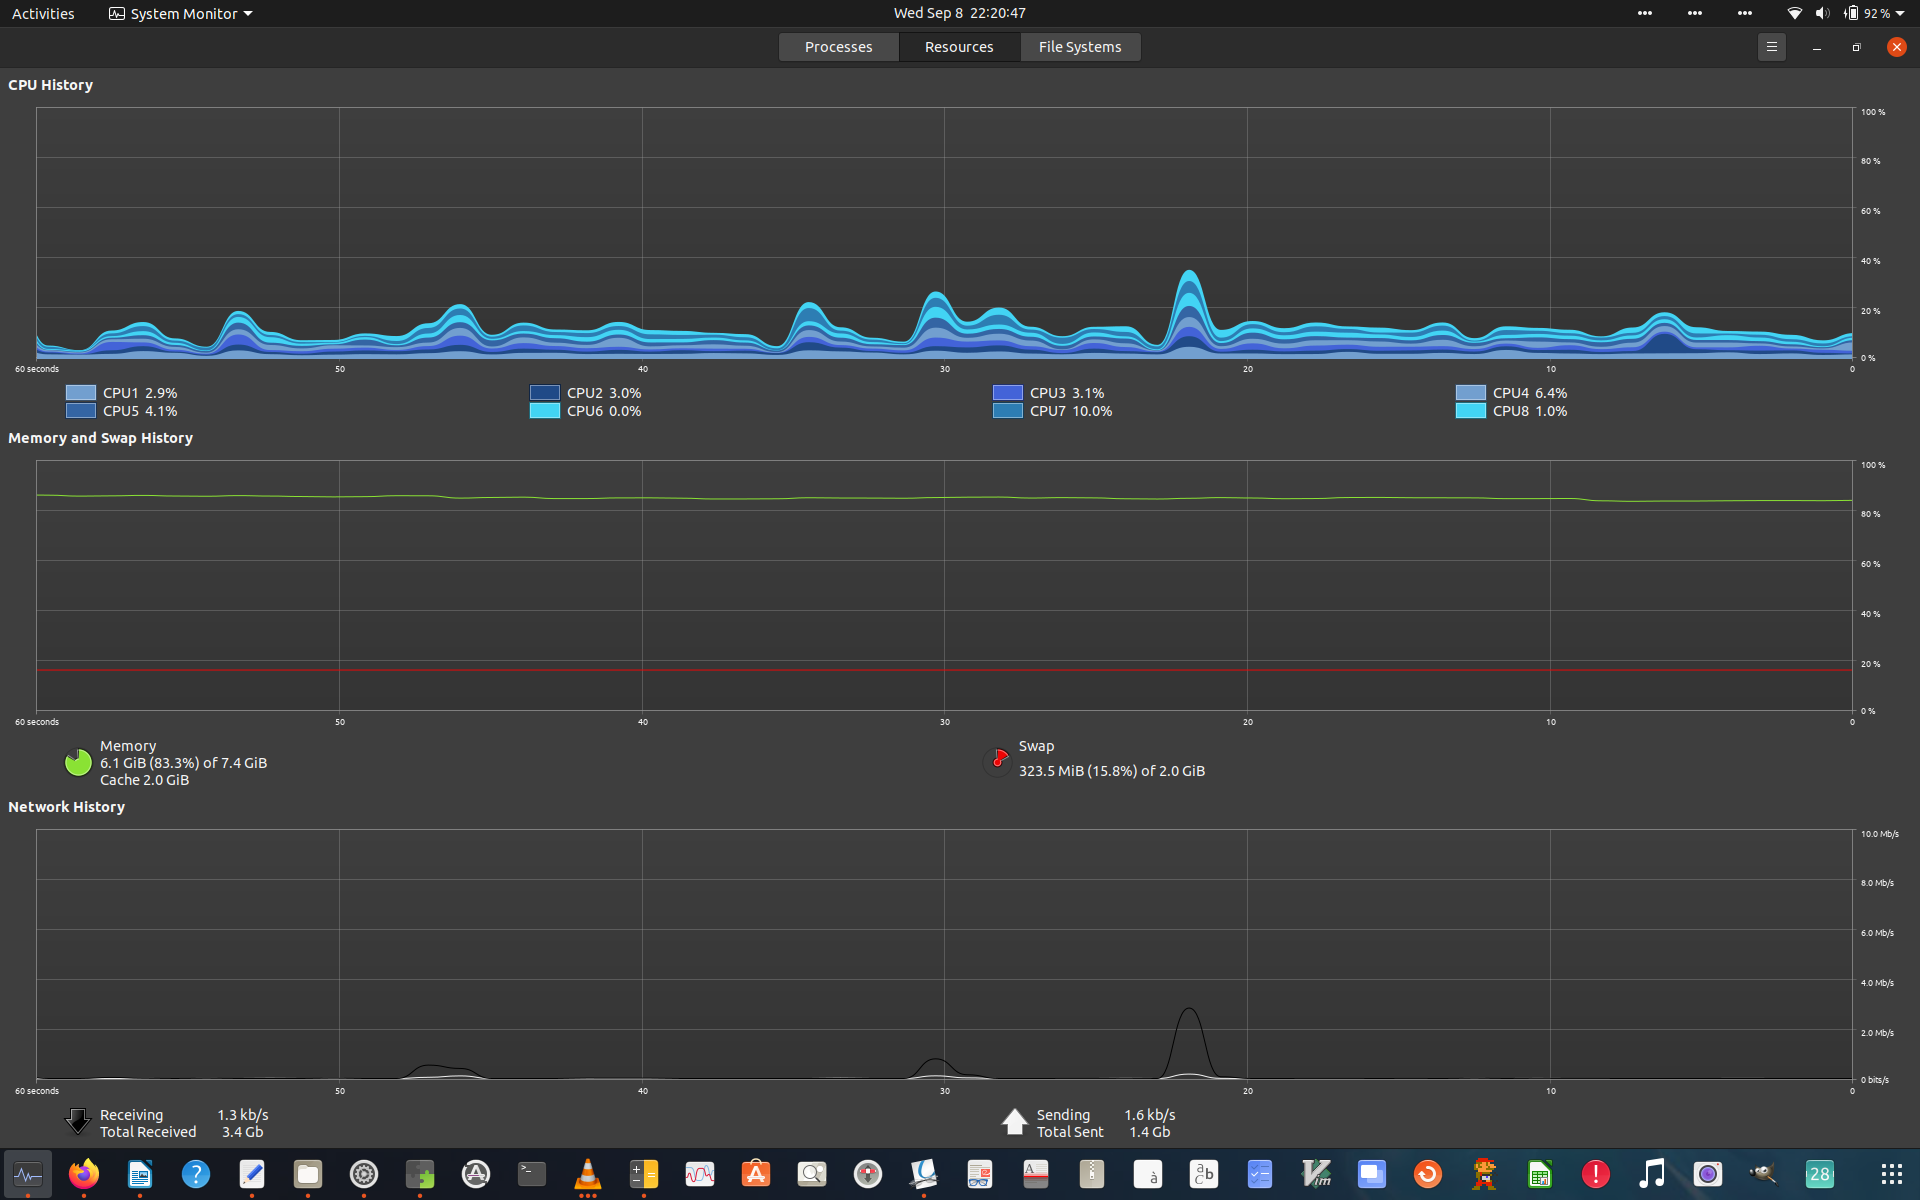 Activities
System Monitor
Wed Sep 8 22:20:47
92 %
Processes
Resources
File Systems
CPU History
100 %
80 %
60 %
40 %
20 %
0 %
60 seconds
50
40
30
20
10
0
CPU1 2.9%
CPU2 3.0%
CPU3 3.1%
CPU4 6.4%
CPU5 4.1%
CPU6 0.0%
CPU7 10.0%
CPU8 1.0%
Memory and Swap History
100 %
80 %
60 %
40 %
20 %
0 %
60 seconds
50
40
30
20
10
0
Memory
6.1 GiB (83.3%) of 7.4 GiB
Cache 2.0 GiB
Swap
323.5 MiB (15.8%) of 2.0 GiB
Network History
10.0 Mb/s
8.0 Mb/s
6.0 Mb/s
4.0 Mb/s
2.0 Mb/s
0 bits/s
60 seconds
50
40
30
20
10
0
Receiving 1.3 kb/s
Total Received 3.4 Gb
Sending 1.6 kb/s
Total Sent 1.4 Gb
?
>_
A
à
a
c b
Vim
!
28